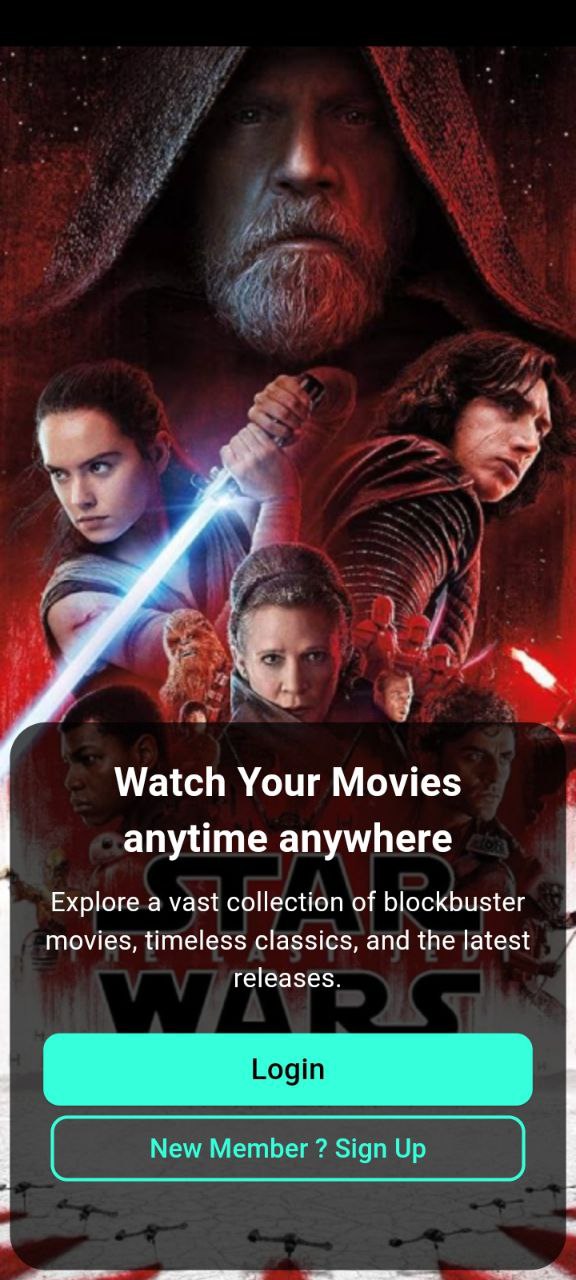 Watch Your Movies
anytime anywhere
STAR
Explore a vast collection of blockbuster
movies, timeless classics, and the latest
THE LAST JEDI
releases.
WARS
Login
New Member ? Sign Up